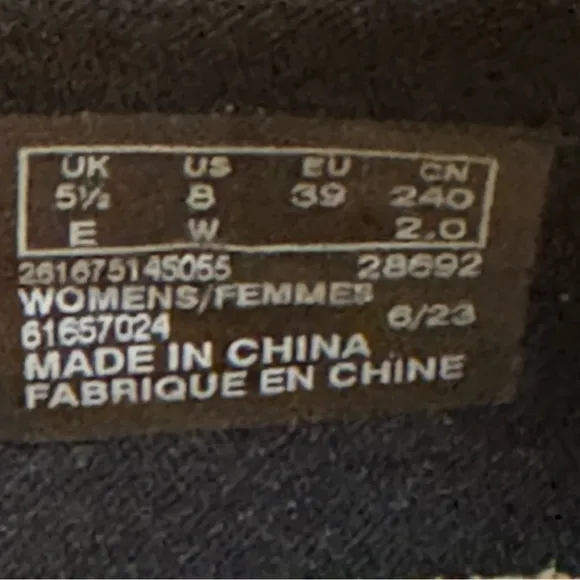 UK US EU CN
5½ 8 39 240
E W 2.0
261675145055 28692
WOMENS/FEMMES
61657024 6/23
MADE IN CHINA
FABRIQUE EN CHINE